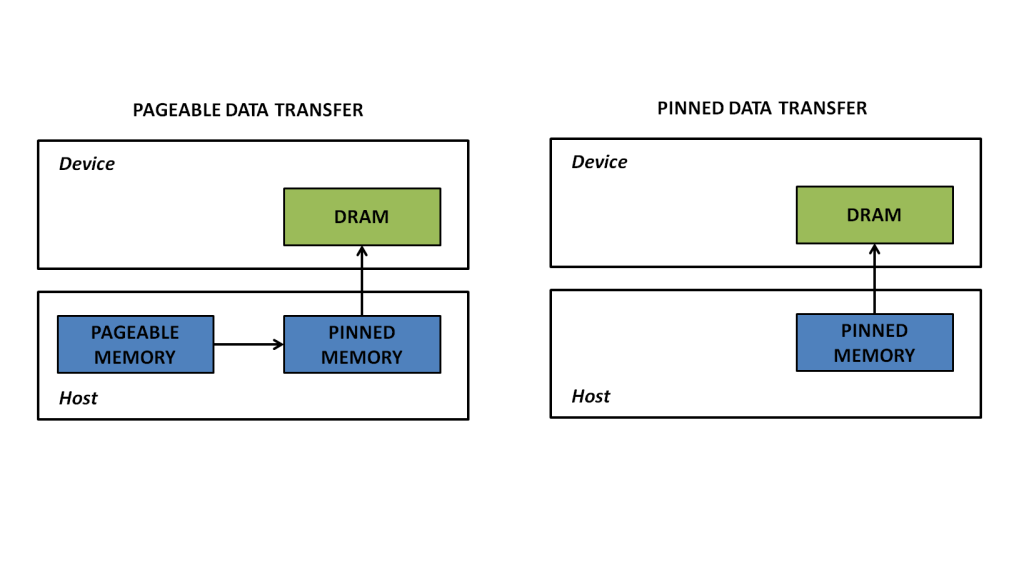 PAGEABLE DATA TRANSFER
Device
DRAM
PAGEABLE
MEMORY
PINNED
MEMORY
Host
PINNED DATA TRANSFER
Device
DRAM
PINNED
MEMORY
Host